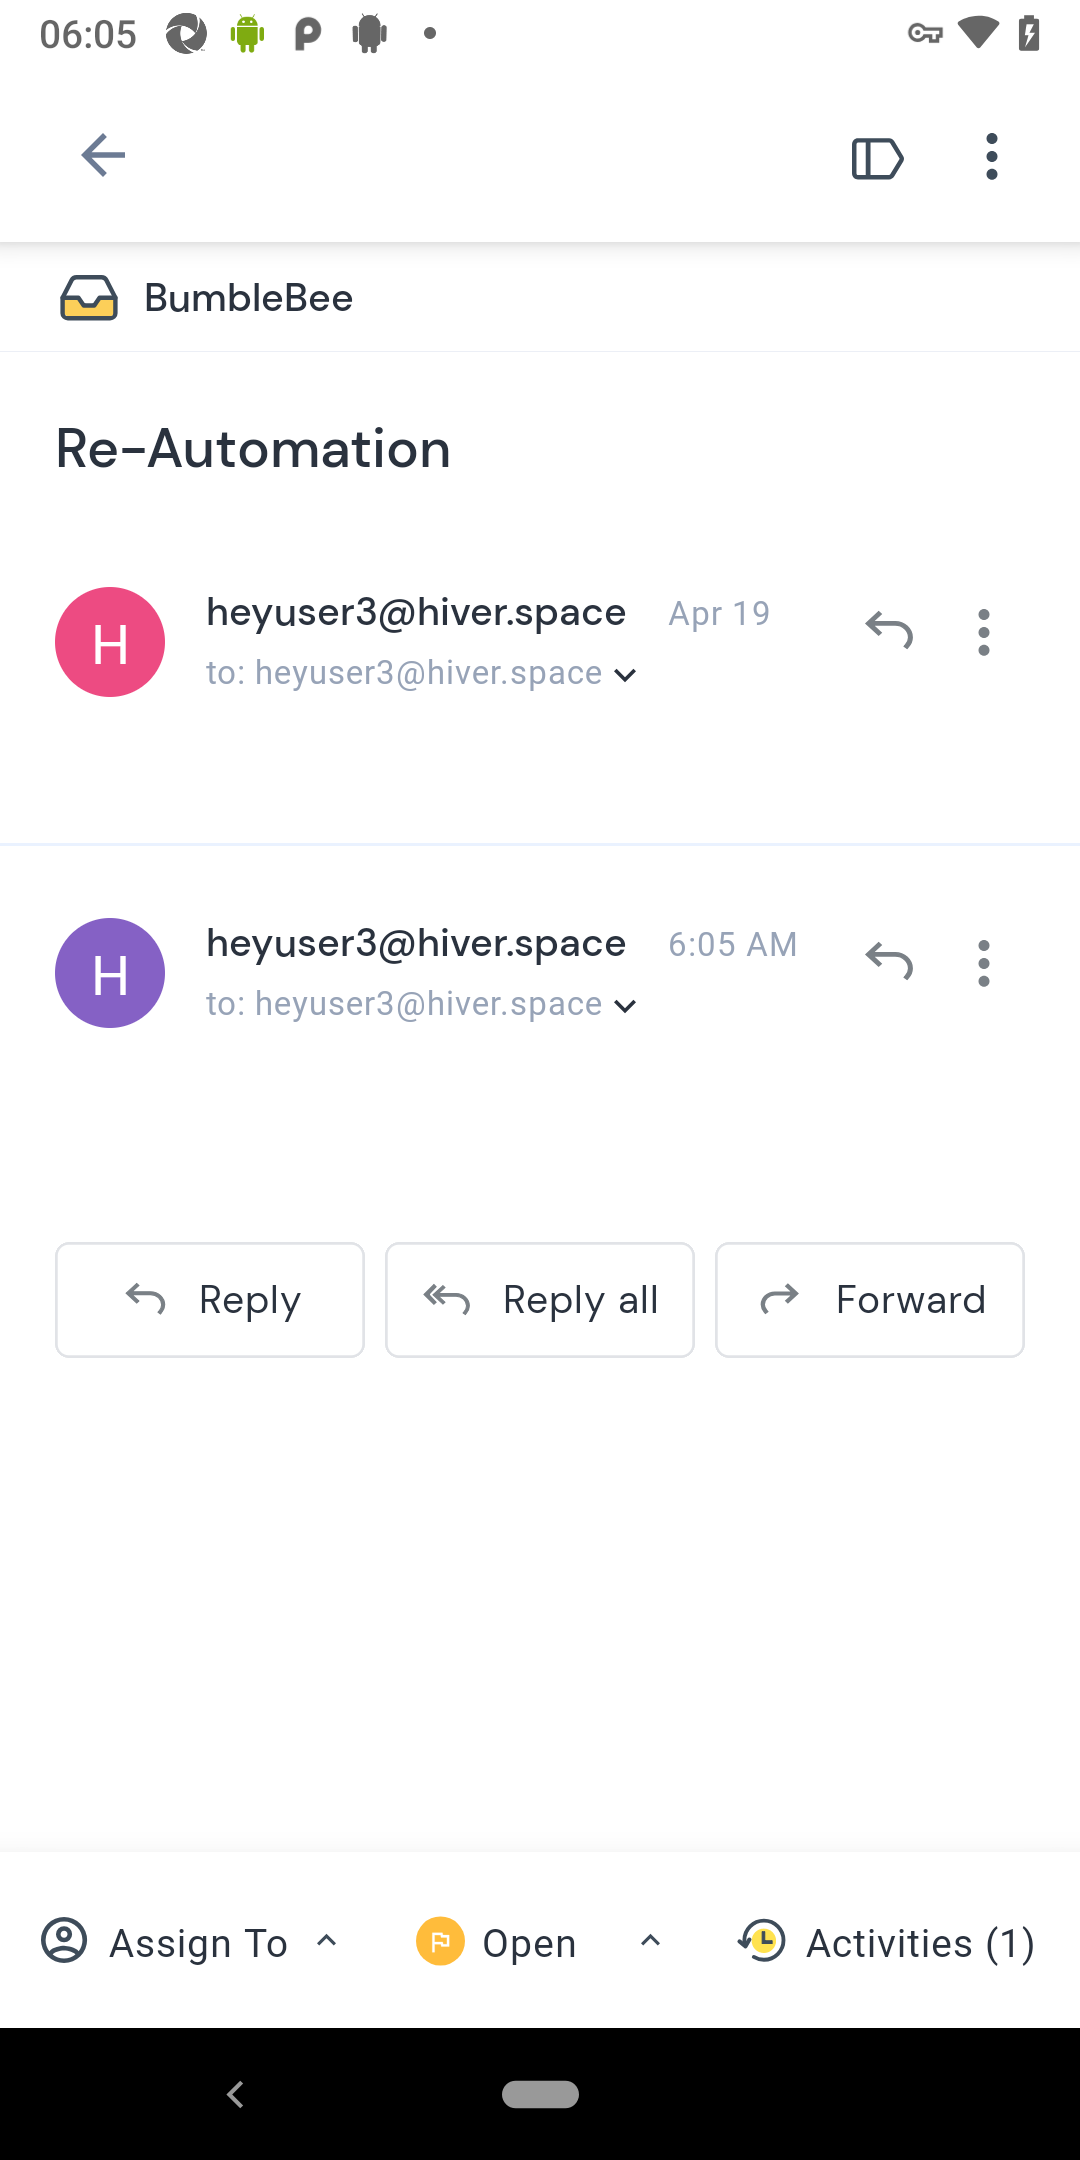 06:05
BumbleBee
Re-Automation
H
heyuser3@hiver.space Apr 19
to: heyuser3@hiver.space
H
heyuser3@hiver.space 6:05 AM
to: heyuser3@hiver.space
Reply Reply all Forward
Assign To Open Activities (1)